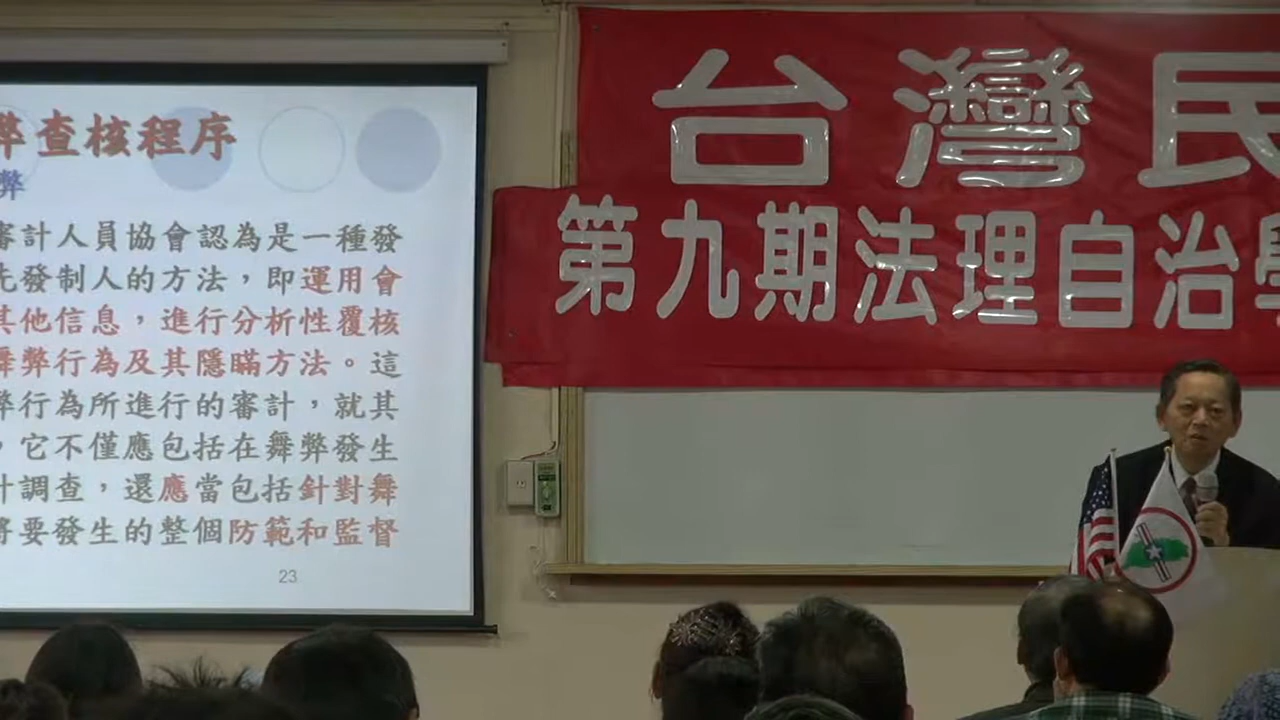 弊查核程序
弊
審計人員協會認為是一種發
先發制人的方法，即運用會
其他信息，進行分析性覆核
舞弊行為及其隱瞞方法。這
弊行為所進行的審計，就其
，它不僅應包括在舞弊發生
計調查，還應當包括針對舞
將要發生的整個防範和監督
23
台灣民
第九期法理自治學